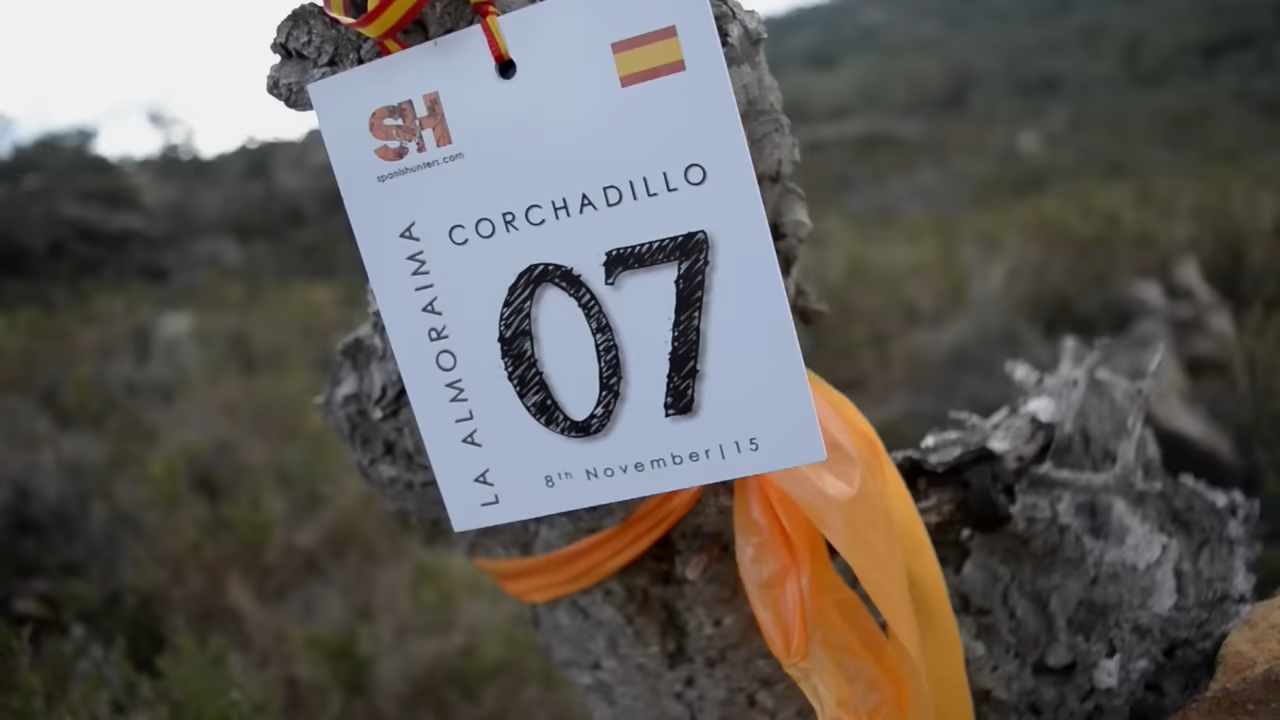 SH
spanishunters.com
CORCHADILLO
LA ALMORAIMA
07
8th November|15